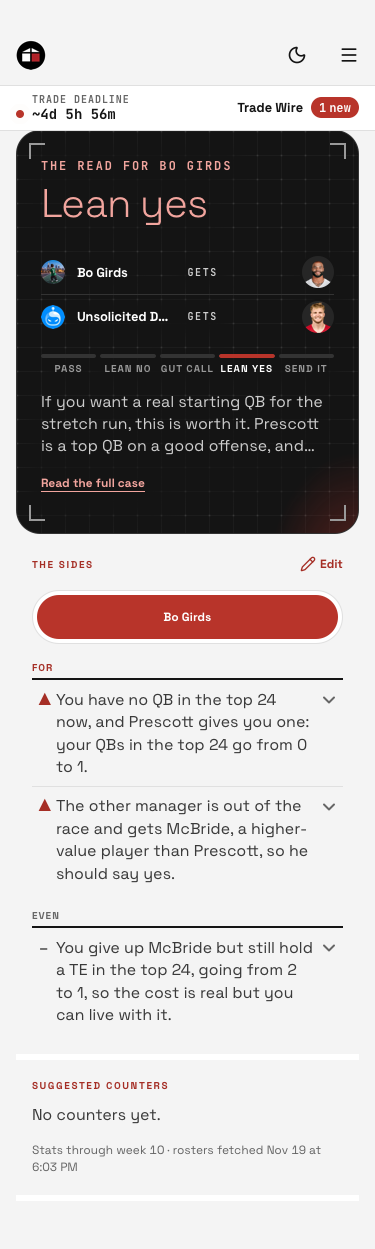 TRADE DEADLINE
~4d 5h 56m
Trade Wire
1 new
THE READ FOR BO GIRDS
Lean yes
Bo Girds GETS
Unsolicited D... GETS
PASS LEAN NO GUT CALL LEAN YES SEND IT
If you want a real starting QB for the
stretch run, this is worth it. Prescott
is a top QB on a good offense, and...
Read the full case
THE SIDES
Edit
Bo Girds
FOR
▲ You have no QB in the top 24
now, and Prescott gives you one:
your QBs in the top 24 go from 0
to 1.
▲ The other manager is out of the
race and gets McBride, a higher-
value player than Prescott, so he
should say yes.
EVEN
– You give up McBride but still hold
a TE in the top 24, going from 2
to 1, so the cost is real but you
can live with it.
SUGGESTED COUNTERS
No counters yet.
Stats through week 10 · rosters fetched Nov 19 at
6:03 PM